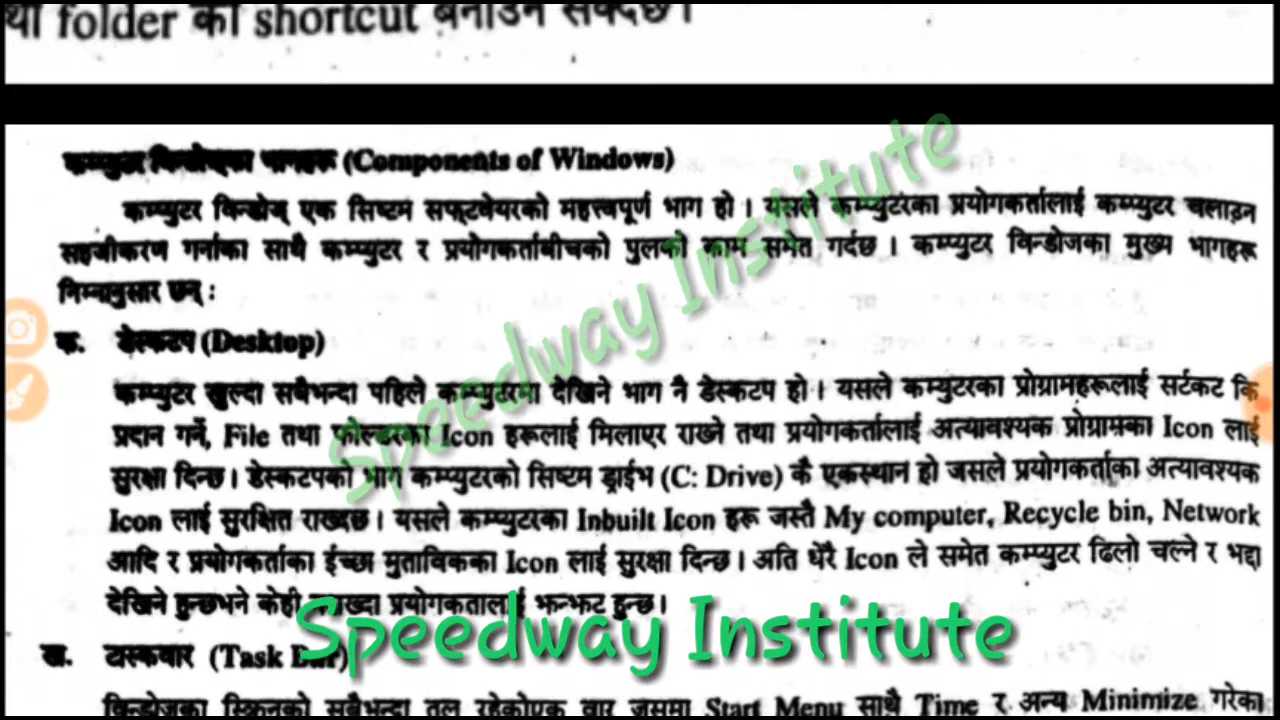 था folder को shortcut बनाउन सक्दछ।
कम्प्युटर विन्डोजका भागहरू (Components of Windows)
कम्प्युटर विन्डोज् एक सिष्टम सफ्टवेयरको महत्त्वपूर्ण भाग हो । यसले कम्प्युटरका प्रयोगकर्तालाई कम्प्युटर चलाउन
सहजीकरण गर्नाका साथै कम्प्युटर र प्रयोगकर्ताबीचको पुलको काम समेत गर्दछ । कम्प्युटर विन्डोजका मुख्य भागहरू
निम्नानुसार छन् :
क. डेस्कटप (Desktop)
कम्प्युटर खुल्दा सबैभन्दा पहिले कम्प्युटरमा देखिने भाग नै डेस्कटप हो । यसले कम्युटरका प्रोग्रामहरूलाई सर्टकट कि
प्रदान गर्ने, File तथा फोल्डरका Icon हरूलाई मिलाएर राख्ने तथा प्रयोगकर्तालाई अत्यावश्यक प्रोग्रामका Icon लाई
सुरक्षा दिन्छ । डेस्कटपको भाग कम्प्युटरको सिष्टम ड्राईभ (C: Drive) कै एकस्थान हो जसले प्रयोगकर्ताका अत्यावश्यक
Icon लाई सुरक्षित राख्दछ । यसले कम्प्युटरका Inbuilt Icon हरू जस्तै My computer, Recycle bin, Network
आदि र प्रयोगकर्ताका ईच्छा मुताविकका Icon लाई सुरक्षा दिन्छ । अति धेरै Icon ले समेत कम्प्युटर ढिलो चल्ने र भद्दा
देखिने हुन्छभने केही नराख्दा प्रयोगकर्तालाई झन्झट हुन्छ ।
Speedway Institute
Speedway Institute
ख. टास्कवार (Task Bar)
विन्डोजका स्क्रिनको सबैभन्दा तल रहेकोएक वार जसमा Start Menu साथै Time र अन्य Minimize गरेका